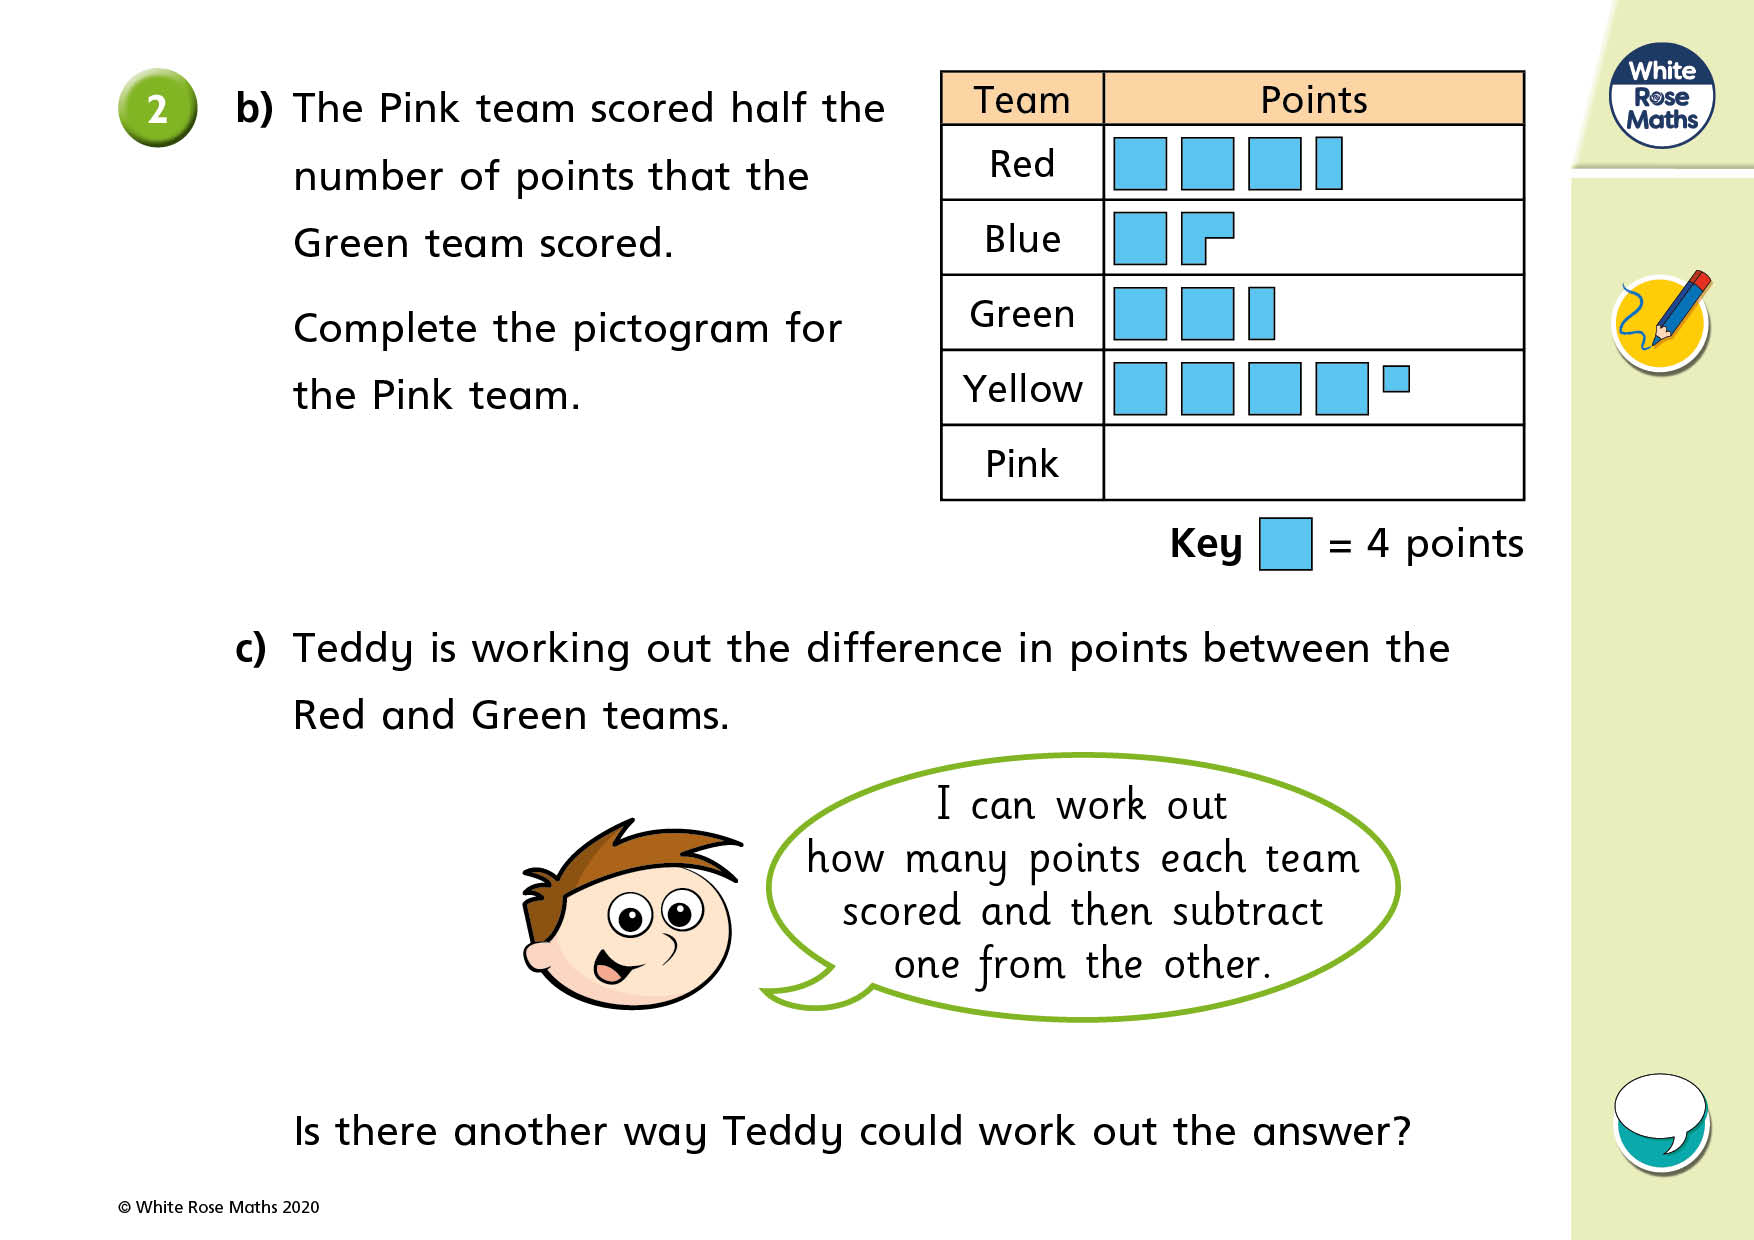 2
b) The Pink team scored half the
number of points that the
Green team scored.
Complete the pictogram for
the Pink team.
Team Points
Red
Blue
Green
Yellow
Pink
Key = 4 points
White
Rose
Maths
c) Teddy is working out the difference in points between the
Red and Green teams.
I can work out
how many points each team
scored and then subtract
one from the other.
Is there another way Teddy could work out the answer?
© White Rose Maths 2020